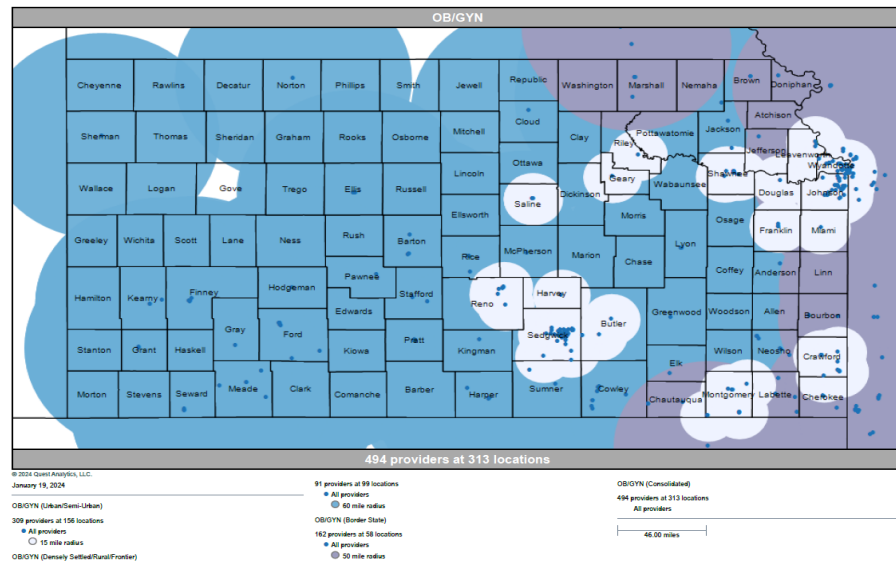 OB/GYN
Cheyenne Rawlins Decatur Norton Phillips Smith Jewell Republic Washington Marshall Nemaha Brown Doniphan
Sherman Thomas Sheridan Graham Rooks Osborne Mitchell Cloud Clay Riley Pottawatomie Jackson Atchison Jefferson Leavenworth Wyandotte
Wallace Logan Gove Trego Ellis Russell Lincoln Ottawa Saline Dickinson Geary Wabaunsee Shawnee Douglas Johnson
Greeley Wichita Scott Lane Ness Rush Barton Ellsworth Rice McPherson Marion Morris Chase Lyon Osage Franklin Miami
Hamilton Kearny Finney Hodgeman Pawnee Edwards Stafford Reno Harvey Sedgwick Butler Greenwood Coffey Woodson Anderson Allen Linn Bourbon
Stanton Grant Haskell Gray Ford Kiowa Pratt Kingman Elk Wilson Neosho Crawford
Morton Stevens Seward Meade Clark Comanche Barber Harper Sumner Cowley Chautauqua Montgomery Labette Cherokee
494 providers at 313 locations
© 2024 Quest Analytics, LLC.
January 19, 2024
OB/GYN (Urban/Semi-Urban)
309 providers at 156 locations
All providers
15 mile radius
OB/GYN (Densely Settled/Rural/Frontier)
91 providers at 99 locations
All providers
60 mile radius
OB/GYN (Border State)
162 providers at 58 locations
All providers
50 mile radius
OB/GYN (Consolidated)
494 providers at 313 locations
All providers
46.00 miles